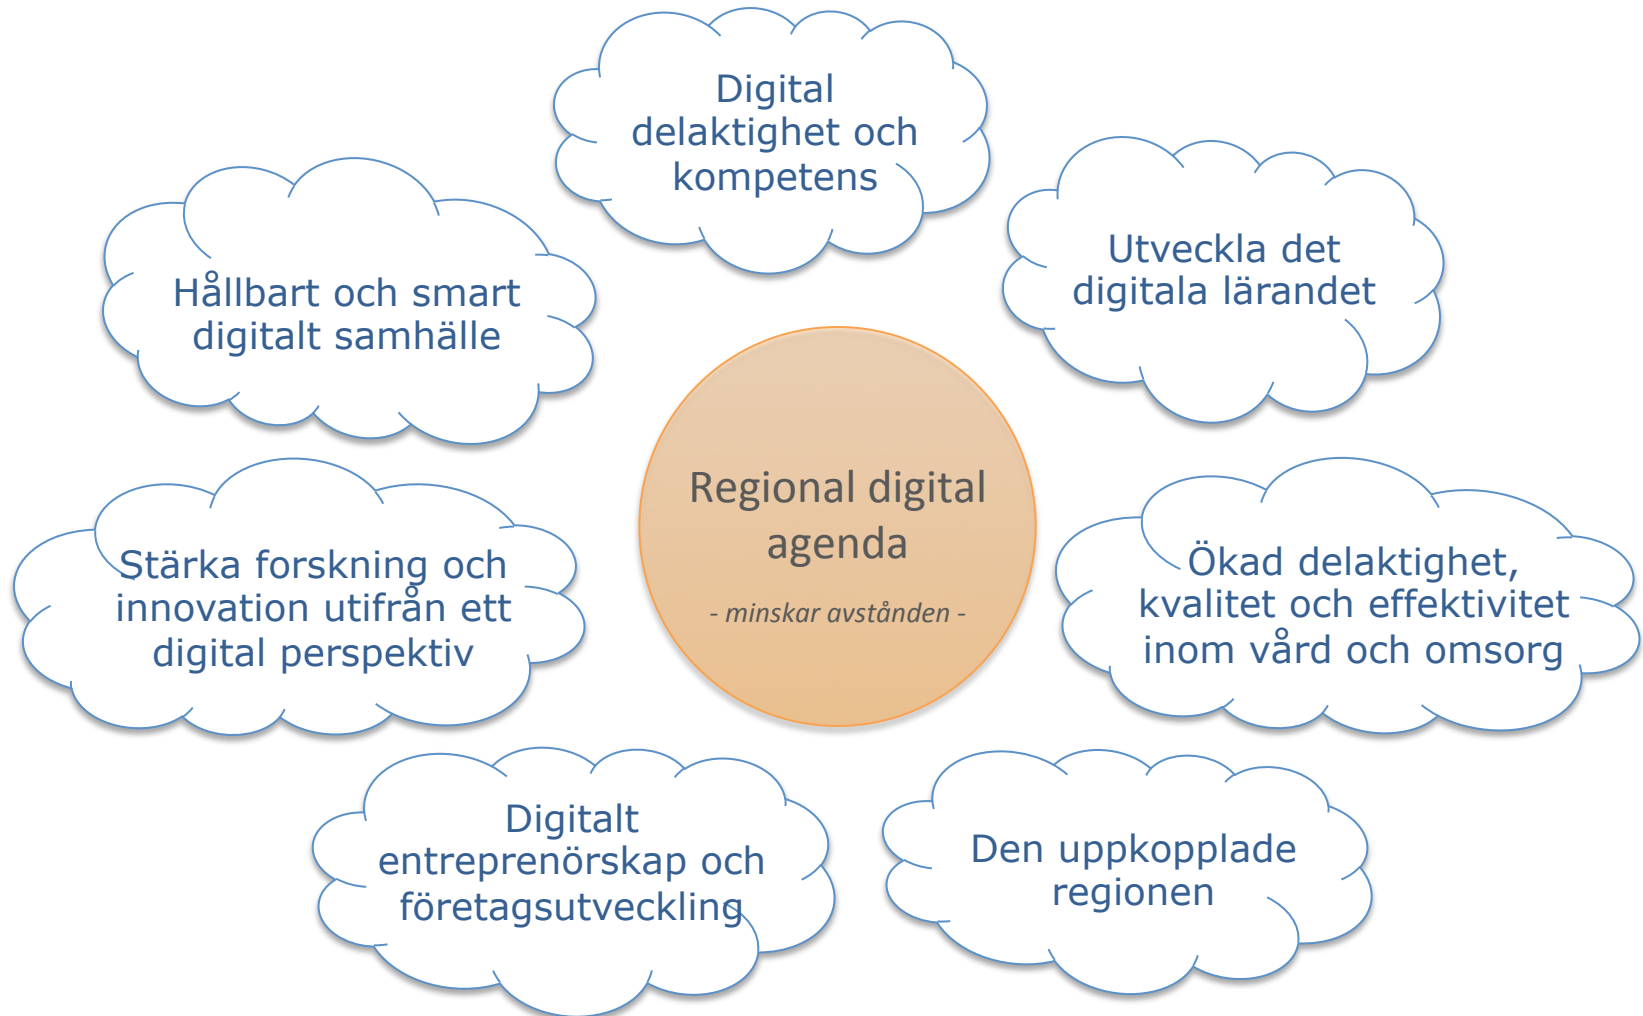 Digital
delaktighet och
kompetens
Utveckla det
digitala lärandet
Hållbart och smart
digitalt samhälle
Regional digital
agenda
- minskar avstånden -
Stärka forskning och
innovation utifrån ett
digital perspektiv
Ökad delaktighet,
kvalitet och effektivitet
inom vård och omsorg
Digitalt
entreprenörskap och
företagsutveckling
Den uppkopplade
regionen